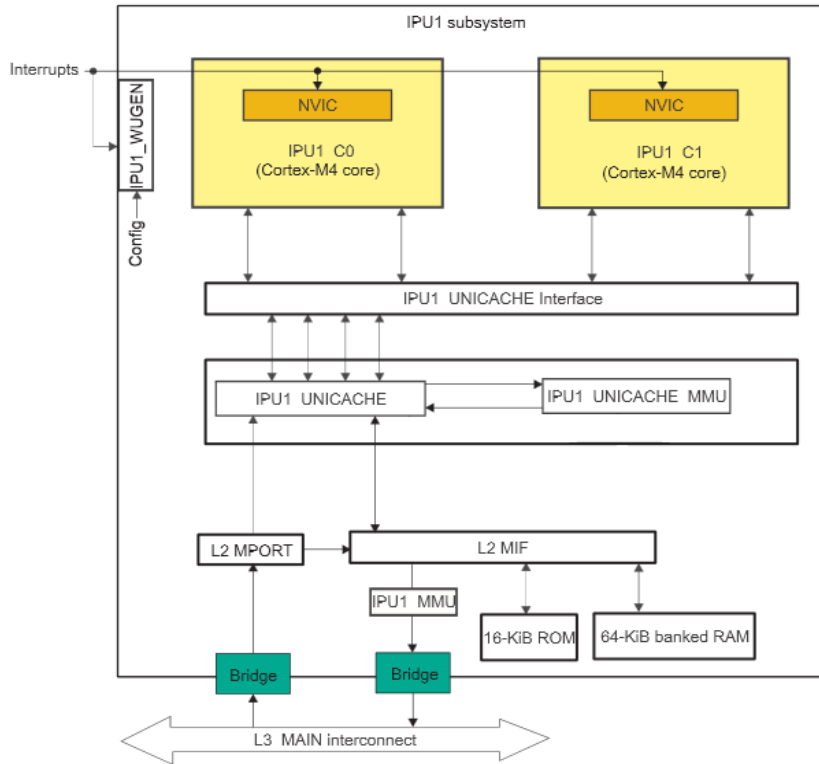 IPU1 subsystem
Interrupts
NVIC
NVIC
IPU1_WUGEN
IPU1 C0
(Cortex-M4 core)
IPU1 C1
(Cortex-M4 core)
Config
IPU1 UNICACHE Interface
IPU1 UNICACHE
IPU1 UNICACHE MMU
L2 MPORT
L2 MIF
IPU1 MMU
16-KiB ROM
64-KiB banked RAM
Bridge
Bridge
L3 MAIN interconnect